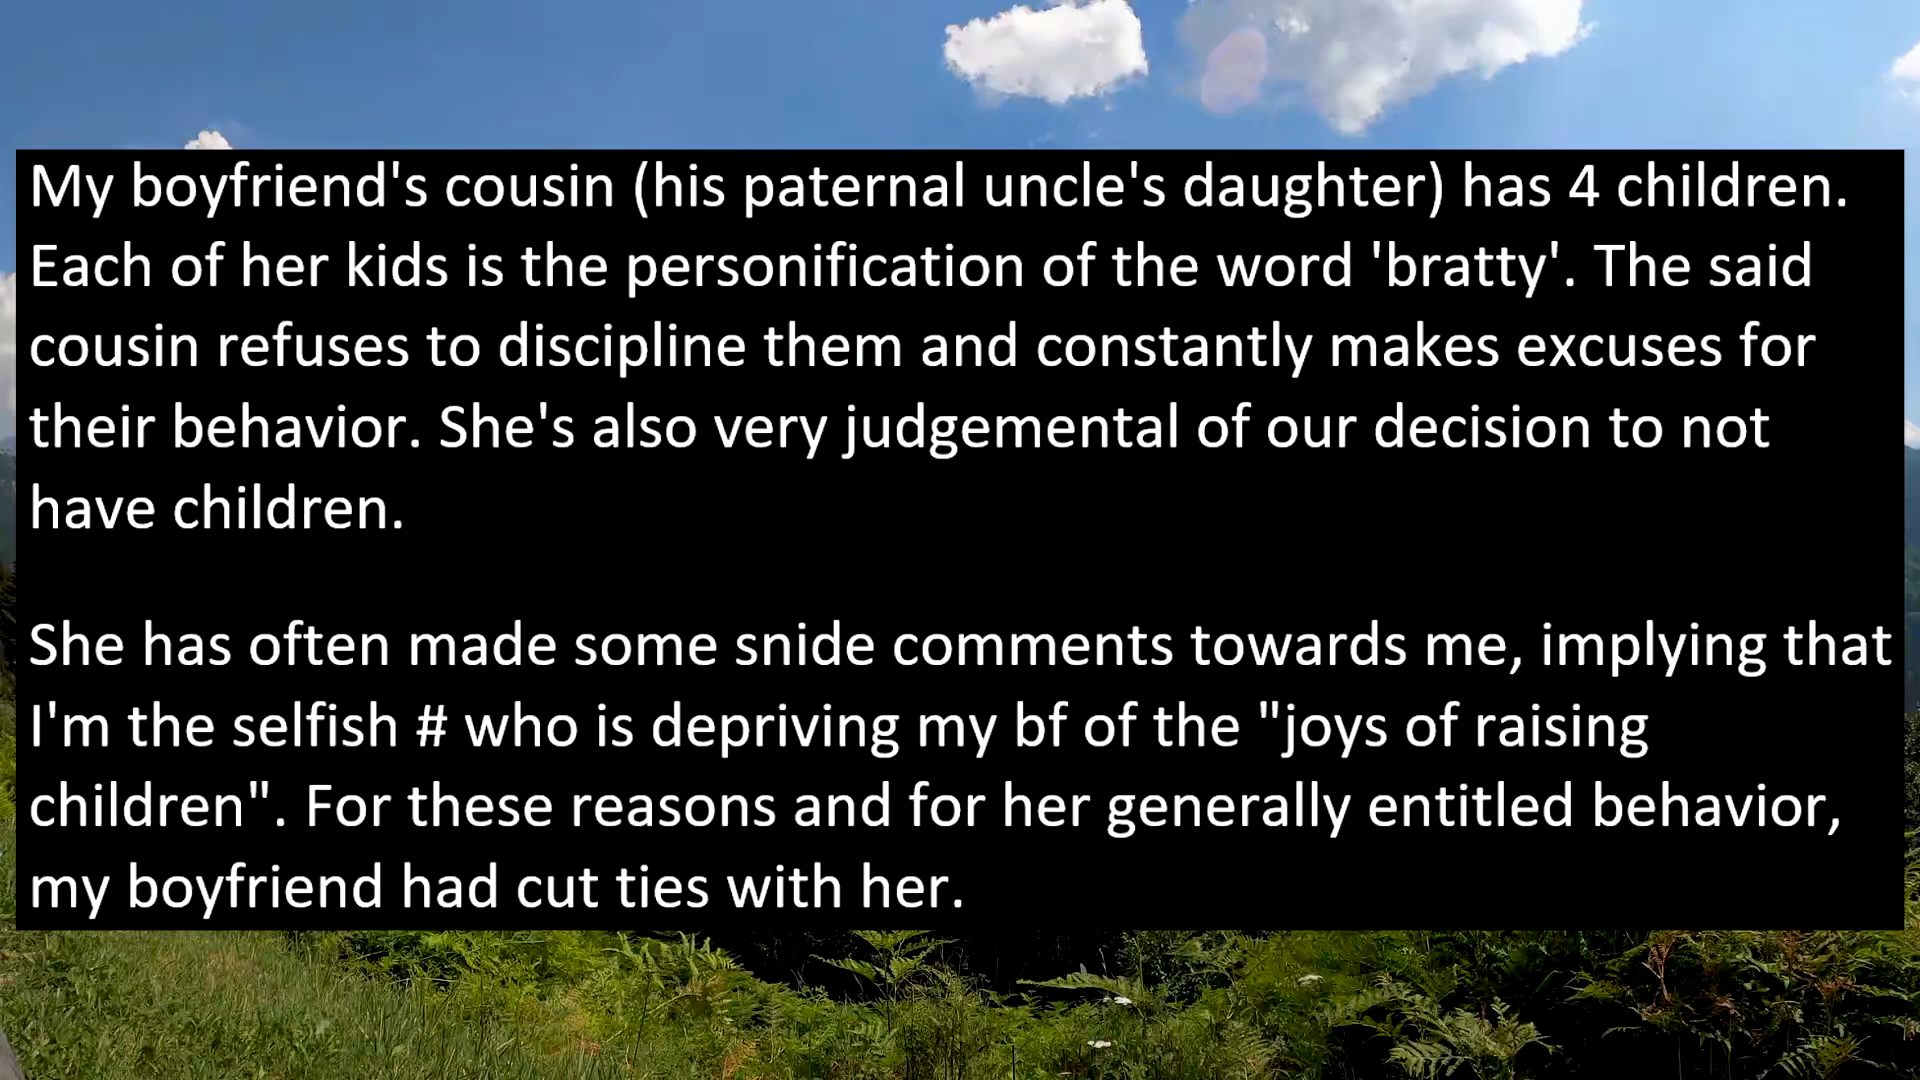 My boyfriend's cousin (his paternal uncle's daughter) has 4 children.
Each of her kids is the personification of the word 'bratty'. The said
cousin refuses to discipline them and constantly makes excuses for
their behavior. She's also very judgemental of our decision to not
have children.
She has often made some snide comments towards me, implying that
I'm the selfish # who is depriving my bf of the "joys of raising
children". For these reasons and for her generally entitled behavior,
my boyfriend had cut ties with her.